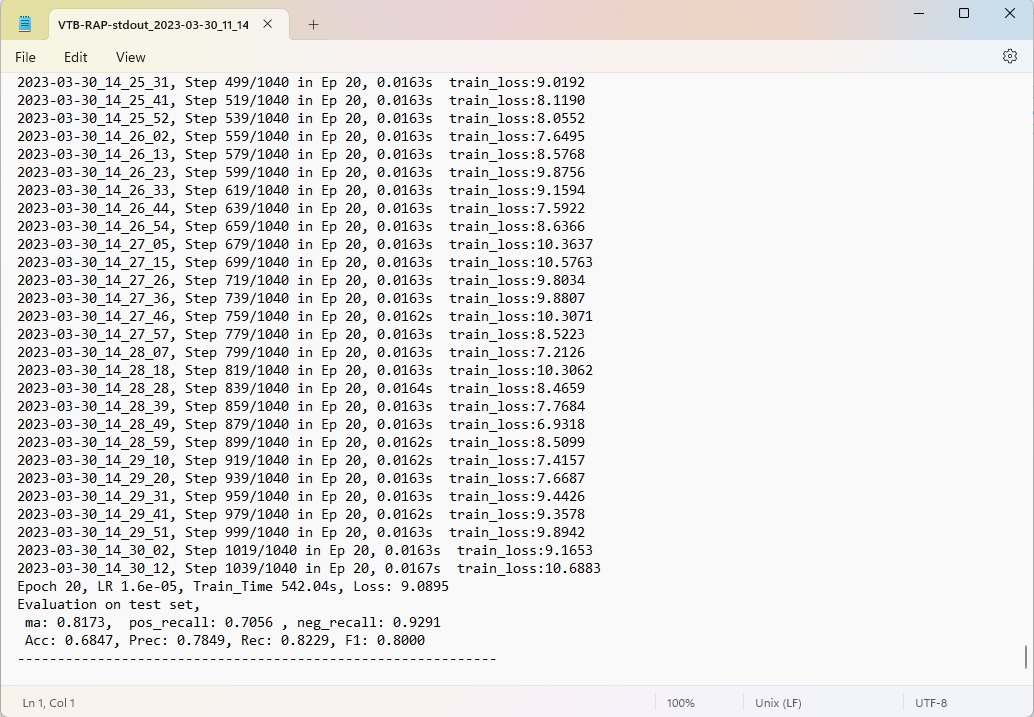 VTB-RAP-stdout_2023-03-30_11_14
File Edit View
2023-03-30_14_25_31, Step 499/1040 in Ep 20, 0.0163s  train_loss:9.0192
2023-03-30_14_25_41, Step 519/1040 in Ep 20, 0.0163s  train_loss:8.1190
2023-03-30_14_25_52, Step 539/1040 in Ep 20, 0.0163s  train_loss:8.0552
2023-03-30_14_26_02, Step 559/1040 in Ep 20, 0.0163s  train_loss:7.6495
2023-03-30_14_26_13, Step 579/1040 in Ep 20, 0.0163s  train_loss:8.5768
2023-03-30_14_26_23, Step 599/1040 in Ep 20, 0.0163s  train_loss:9.8756
2023-03-30_14_26_33, Step 619/1040 in Ep 20, 0.0163s  train_loss:9.1594
2023-03-30_14_26_44, Step 639/1040 in Ep 20, 0.0163s  train_loss:7.5922
2023-03-30_14_26_54, Step 659/1040 in Ep 20, 0.0163s  train_loss:8.6366
2023-03-30_14_27_05, Step 679/1040 in Ep 20, 0.0163s  train_loss:10.3637
2023-03-30_14_27_15, Step 699/1040 in Ep 20, 0.0163s  train_loss:10.5763
2023-03-30_14_27_26, Step 719/1040 in Ep 20, 0.0163s  train_loss:9.8034
2023-03-30_14_27_36, Step 739/1040 in Ep 20, 0.0163s  train_loss:9.8807
2023-03-30_14_27_46, Step 759/1040 in Ep 20, 0.0162s  train_loss:10.3071
2023-03-30_14_27_57, Step 779/1040 in Ep 20, 0.0163s  train_loss:8.5223
2023-03-30_14_28_07, Step 799/1040 in Ep 20, 0.0163s  train_loss:7.2126
2023-03-30_14_28_18, Step 819/1040 in Ep 20, 0.0163s  train_loss:10.3062
2023-03-30_14_28_28, Step 839/1040 in Ep 20, 0.0164s  train_loss:8.4659
2023-03-30_14_28_39, Step 859/1040 in Ep 20, 0.0163s  train_loss:7.7684
2023-03-30_14_28_49, Step 879/1040 in Ep 20, 0.0163s  train_loss:6.9318
2023-03-30_14_28_59, Step 899/1040 in Ep 20, 0.0162s  train_loss:8.5099
2023-03-30_14_29_10, Step 919/1040 in Ep 20, 0.0162s  train_loss:7.4157
2023-03-30_14_29_20, Step 939/1040 in Ep 20, 0.0163s  train_loss:7.6687
2023-03-30_14_29_31, Step 959/1040 in Ep 20, 0.0163s  train_loss:9.4426
2023-03-30_14_29_41, Step 979/1040 in Ep 20, 0.0162s  train_loss:9.3578
2023-03-30_14_29_51, Step 999/1040 in Ep 20, 0.0163s  train_loss:9.8942
2023-03-30_14_30_02, Step 1019/1040 in Ep 20, 0.0163s  train_loss:9.1653
2023-03-30_14_30_12, Step 1039/1040 in Ep 20, 0.0167s  train_loss:10.6883
Epoch 20, LR 1.6e-05, Train_Time 542.04s, Loss: 9.0895
Evaluation on test set,
 ma: 0.8173,  pos_recall: 0.7056 , neg_recall: 0.9291
 Acc: 0.6847, Prec: 0.7849, Rec: 0.8229, F1: 0.8000
------------------------------------------------------------
Ln 1, Col 1 100% Unix (LF) UTF-8